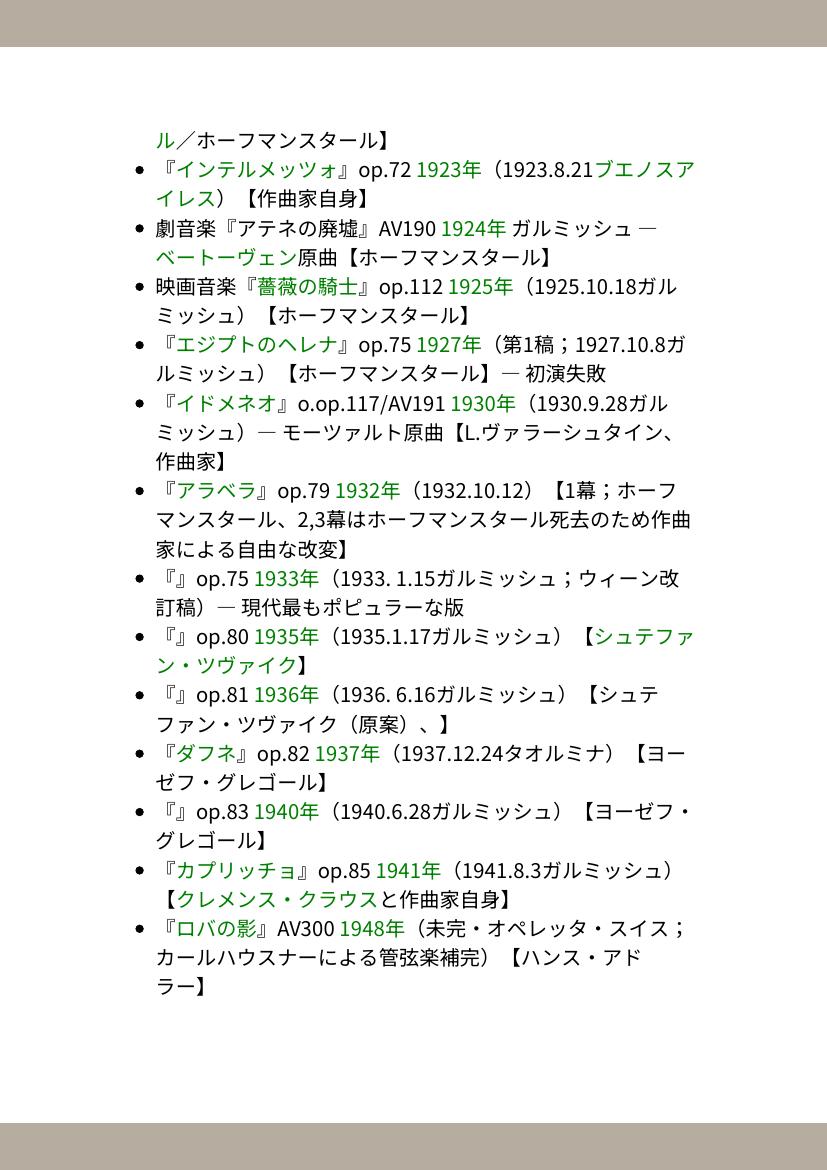 ル／ホーフマンスタール】
• 『インテルメッツォ』op.72 1923年（1923.8.21ブエノスア
イレス）【作曲家自身】
• 劇音楽『アテネの廃墟』AV190 1924年 ガルミッシュ ―
ベートーヴェン原曲【ホーフマンスタール】
• 映画音楽『薔薇の騎士』op.112 1925年（1925.10.18ガル
ミッシュ）【ホーフマンスタール】
• 『エジプトのヘレナ』op.75 1927年（第1稿；1927.10.8ガ
ルミッシュ）【ホーフマンスタール】― 初演失敗
• 『イドメネオ』o.op.117/AV191 1930年（1930.9.28ガル
ミッシュ）― モーツァルト原曲【L.ヴァラーシュタイン、
作曲家】
• 『アラベラ』op.79 1932年（1932.10.12）【1幕；ホーフ
マンスタール、2,3幕はホーフマンスタール死去のため作曲
家による自由な改変】
• 『』op.75 1933年（1933. 1.15ガルミッシュ；ウィーン改
訂稿）― 現代最もポピュラーな版
• 『』op.80 1935年（1935.1.17ガルミッシュ）【シュテファ
ン・ツヴァイク】
• 『』op.81 1936年（1936. 6.16ガルミッシュ）【シュテ
ファン・ツヴァイク（原案）、】
• 『ダフネ』op.82 1937年（1937.12.24タオルミナ）【ヨー
ゼフ・グレゴール】
• 『』op.83 1940年（1940.6.28ガルミッシュ）【ヨーゼフ・
グレゴール】
• 『カプリッチョ』op.85 1941年（1941.8.3ガルミッシュ）
【クレメンス・クラウスと作曲家自身】
• 『ロバの影』AV300 1948年（未完・オペレッタ・スイス；
カールハウスナーによる管弦楽補完）【ハンス・アド
ラー】